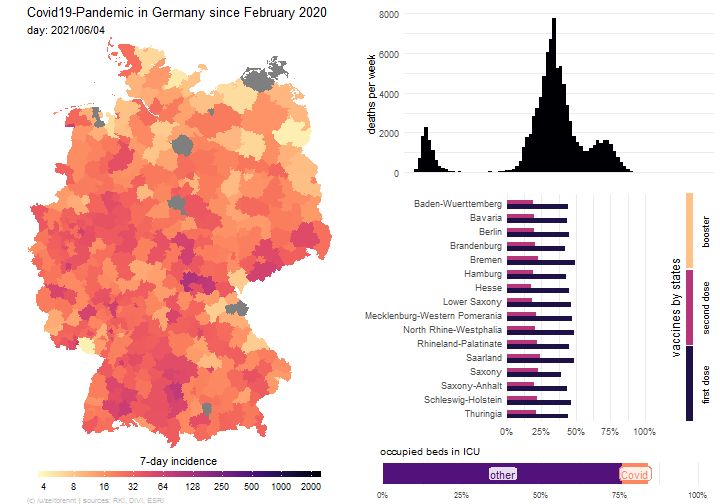 Covid19-Pandemic in Germany since February 2020
day: 2021/06/04
7-day incidence
4 8 16 32 64 125 250 500 1000 2000
(c) /u/zeitbremt | sources: RKI, DIVI, ESRI
deaths per week
8000
6000
4000
2000
0
Baden-Wuerttemberg
Bavaria
Berlin
Brandenburg
Bremen
Hamburg
Hesse
Lower Saxony
Mecklenburg-Western Pomerania
North Rhine-Westphalia
Rhineland-Palatinate
Saarland
Saxony
Saxony-Anhalt
Schleswig-Holstein
Thuringia
0% 25% 50% 75% 100%
vaccines by states
booster
second dose
first dose
occupied beds in ICU
other Covid
0% 25% 50% 75% 100%